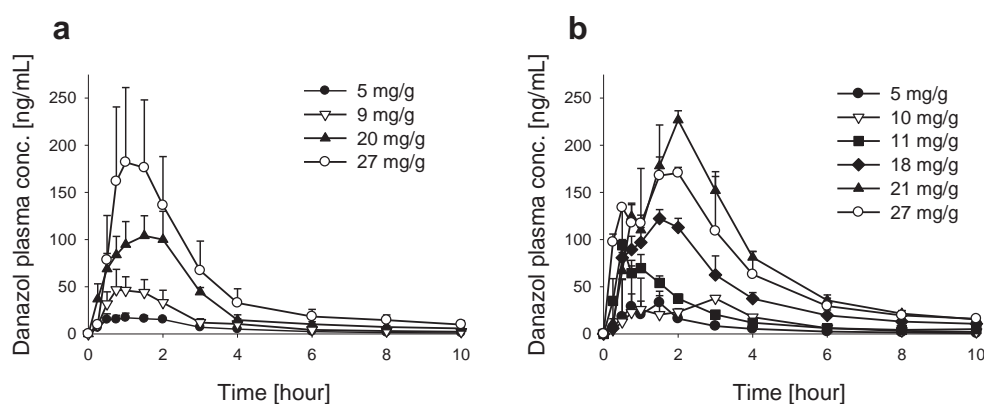 a
Danazol plasma conc. [ng/mL]
250
200
150
100
50
0
5 mg/g
9 mg/g
20 mg/g
27 mg/g
0 2 4 6 8 10
Time [hour]
b
Danazol plasma conc. [ng/mL]
250
200
150
100
50
0
5 mg/g
10 mg/g
11 mg/g
18 mg/g
21 mg/g
27 mg/g
0 2 4 6 8 10
Time [hour]